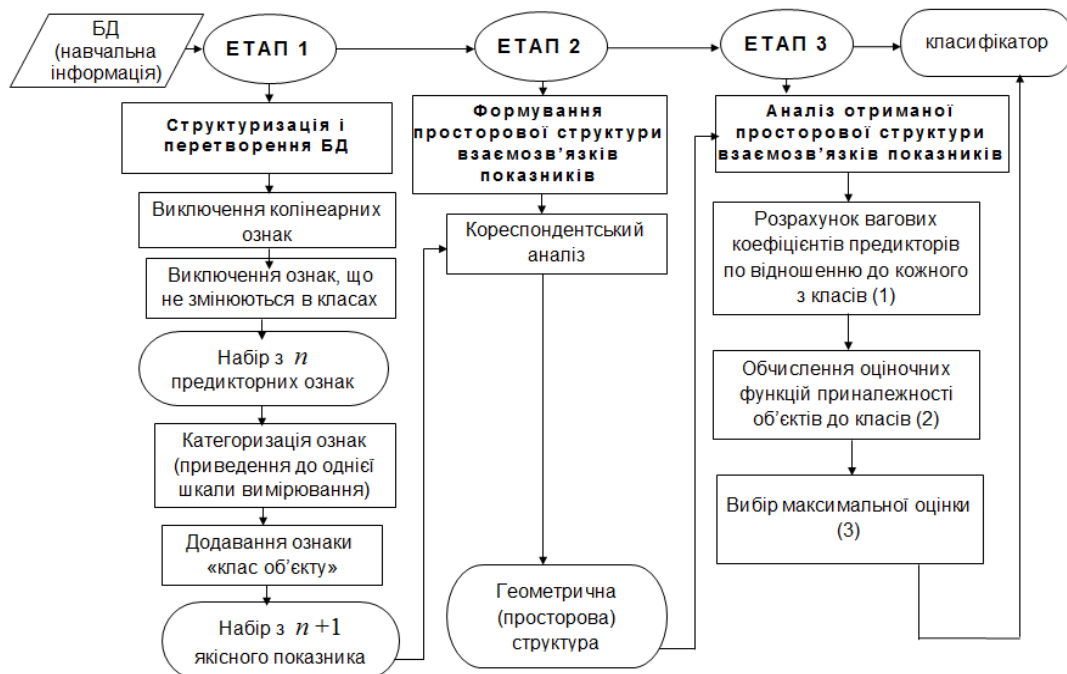 БД
(навчальна
інформація)
ЕТАП 1
ЕТАП 2
ЕТАП 3
класифікатор
Структуризація і
перетворення БД
Виключення колінеарних
ознак
Виключення ознак, що
не змінюються в класах
Набір з n
предикторних ознак
Категоризація ознак
(приведення до однієї
шкали вимірювання)
Додавання ознаки
«клас об’єкту»
Набір з n+1
якісного показника
Формування
просторової структури
взаємозв’язків
показників
Кореспондентський
аналіз
Геометрична
(просторова)
структура
Аналіз отриманої
просторової структури
взаємозв’язків показників
Розрахунок вагових
коефіцієнтів предикторів
по відношенню до кожного
з класів (1)
Обчислення оціночних
функцій приналежності
об’єктів до класів (2)
Вибір максимальної оцінки
(3)